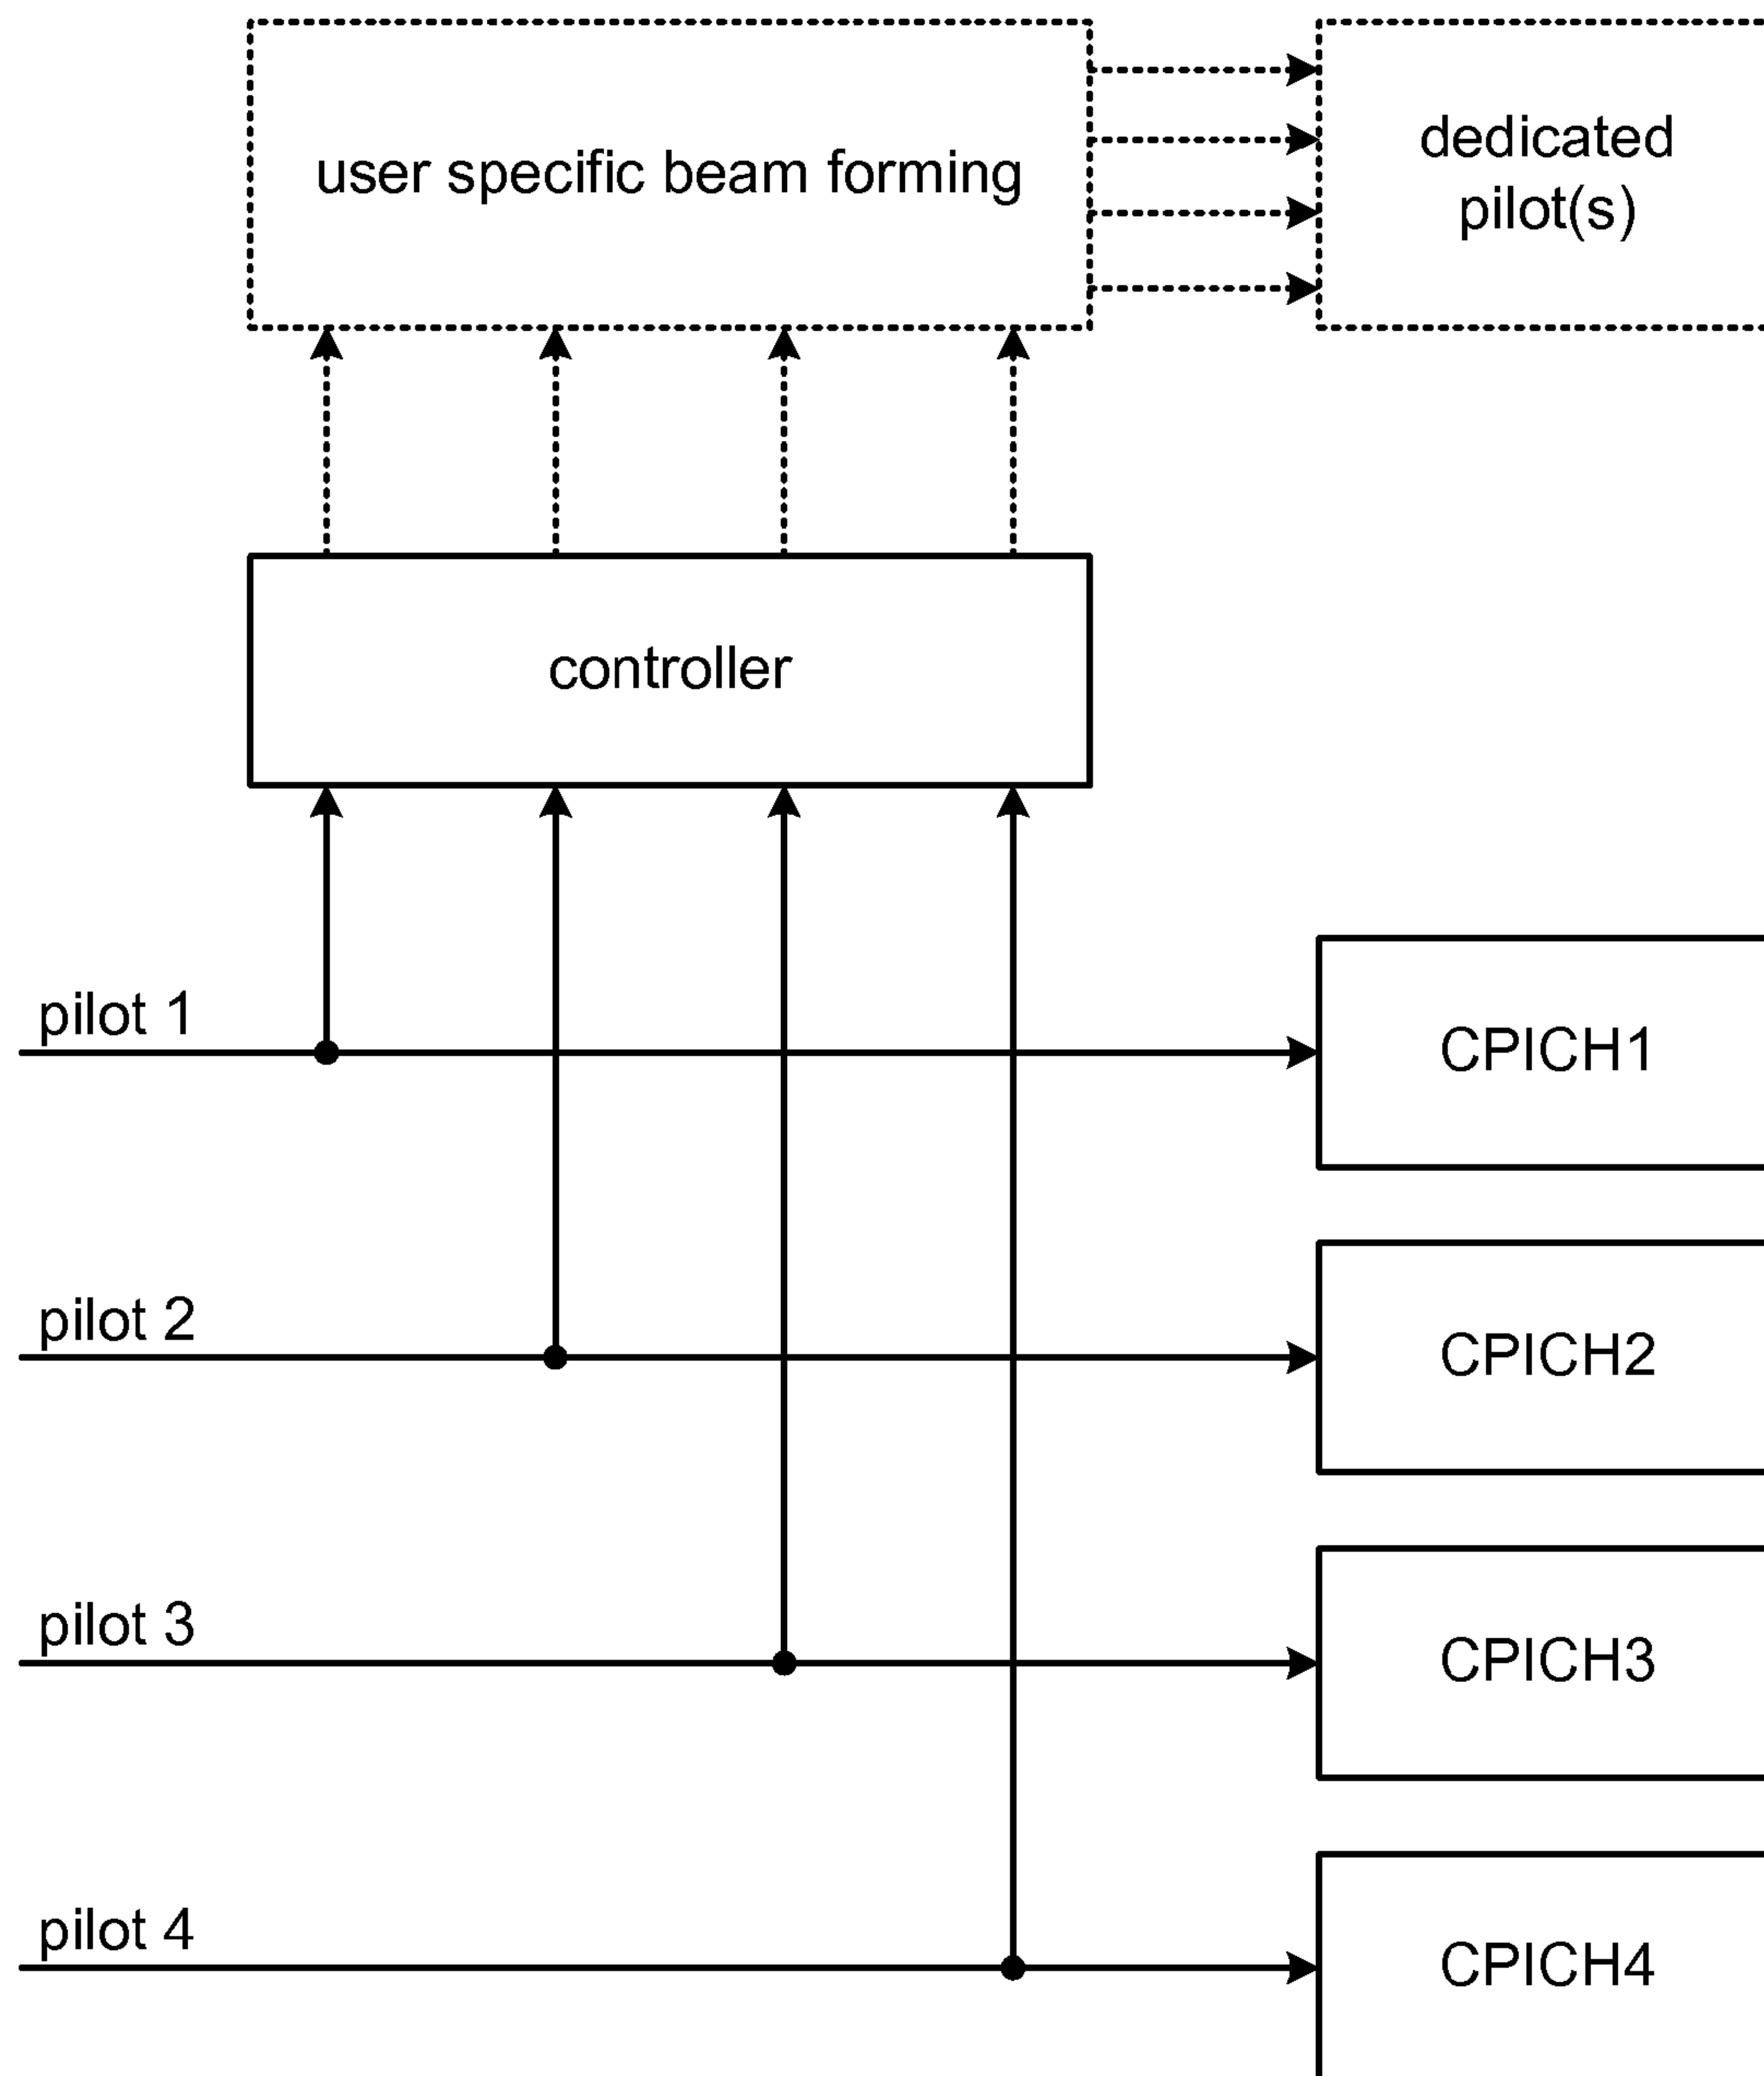 user specific beam forming
dedicated
pilot(s)
controller
pilot 1
CPICH1
pilot 2
CPICH2
pilot 3
CPICH3
pilot 4
CPICH4